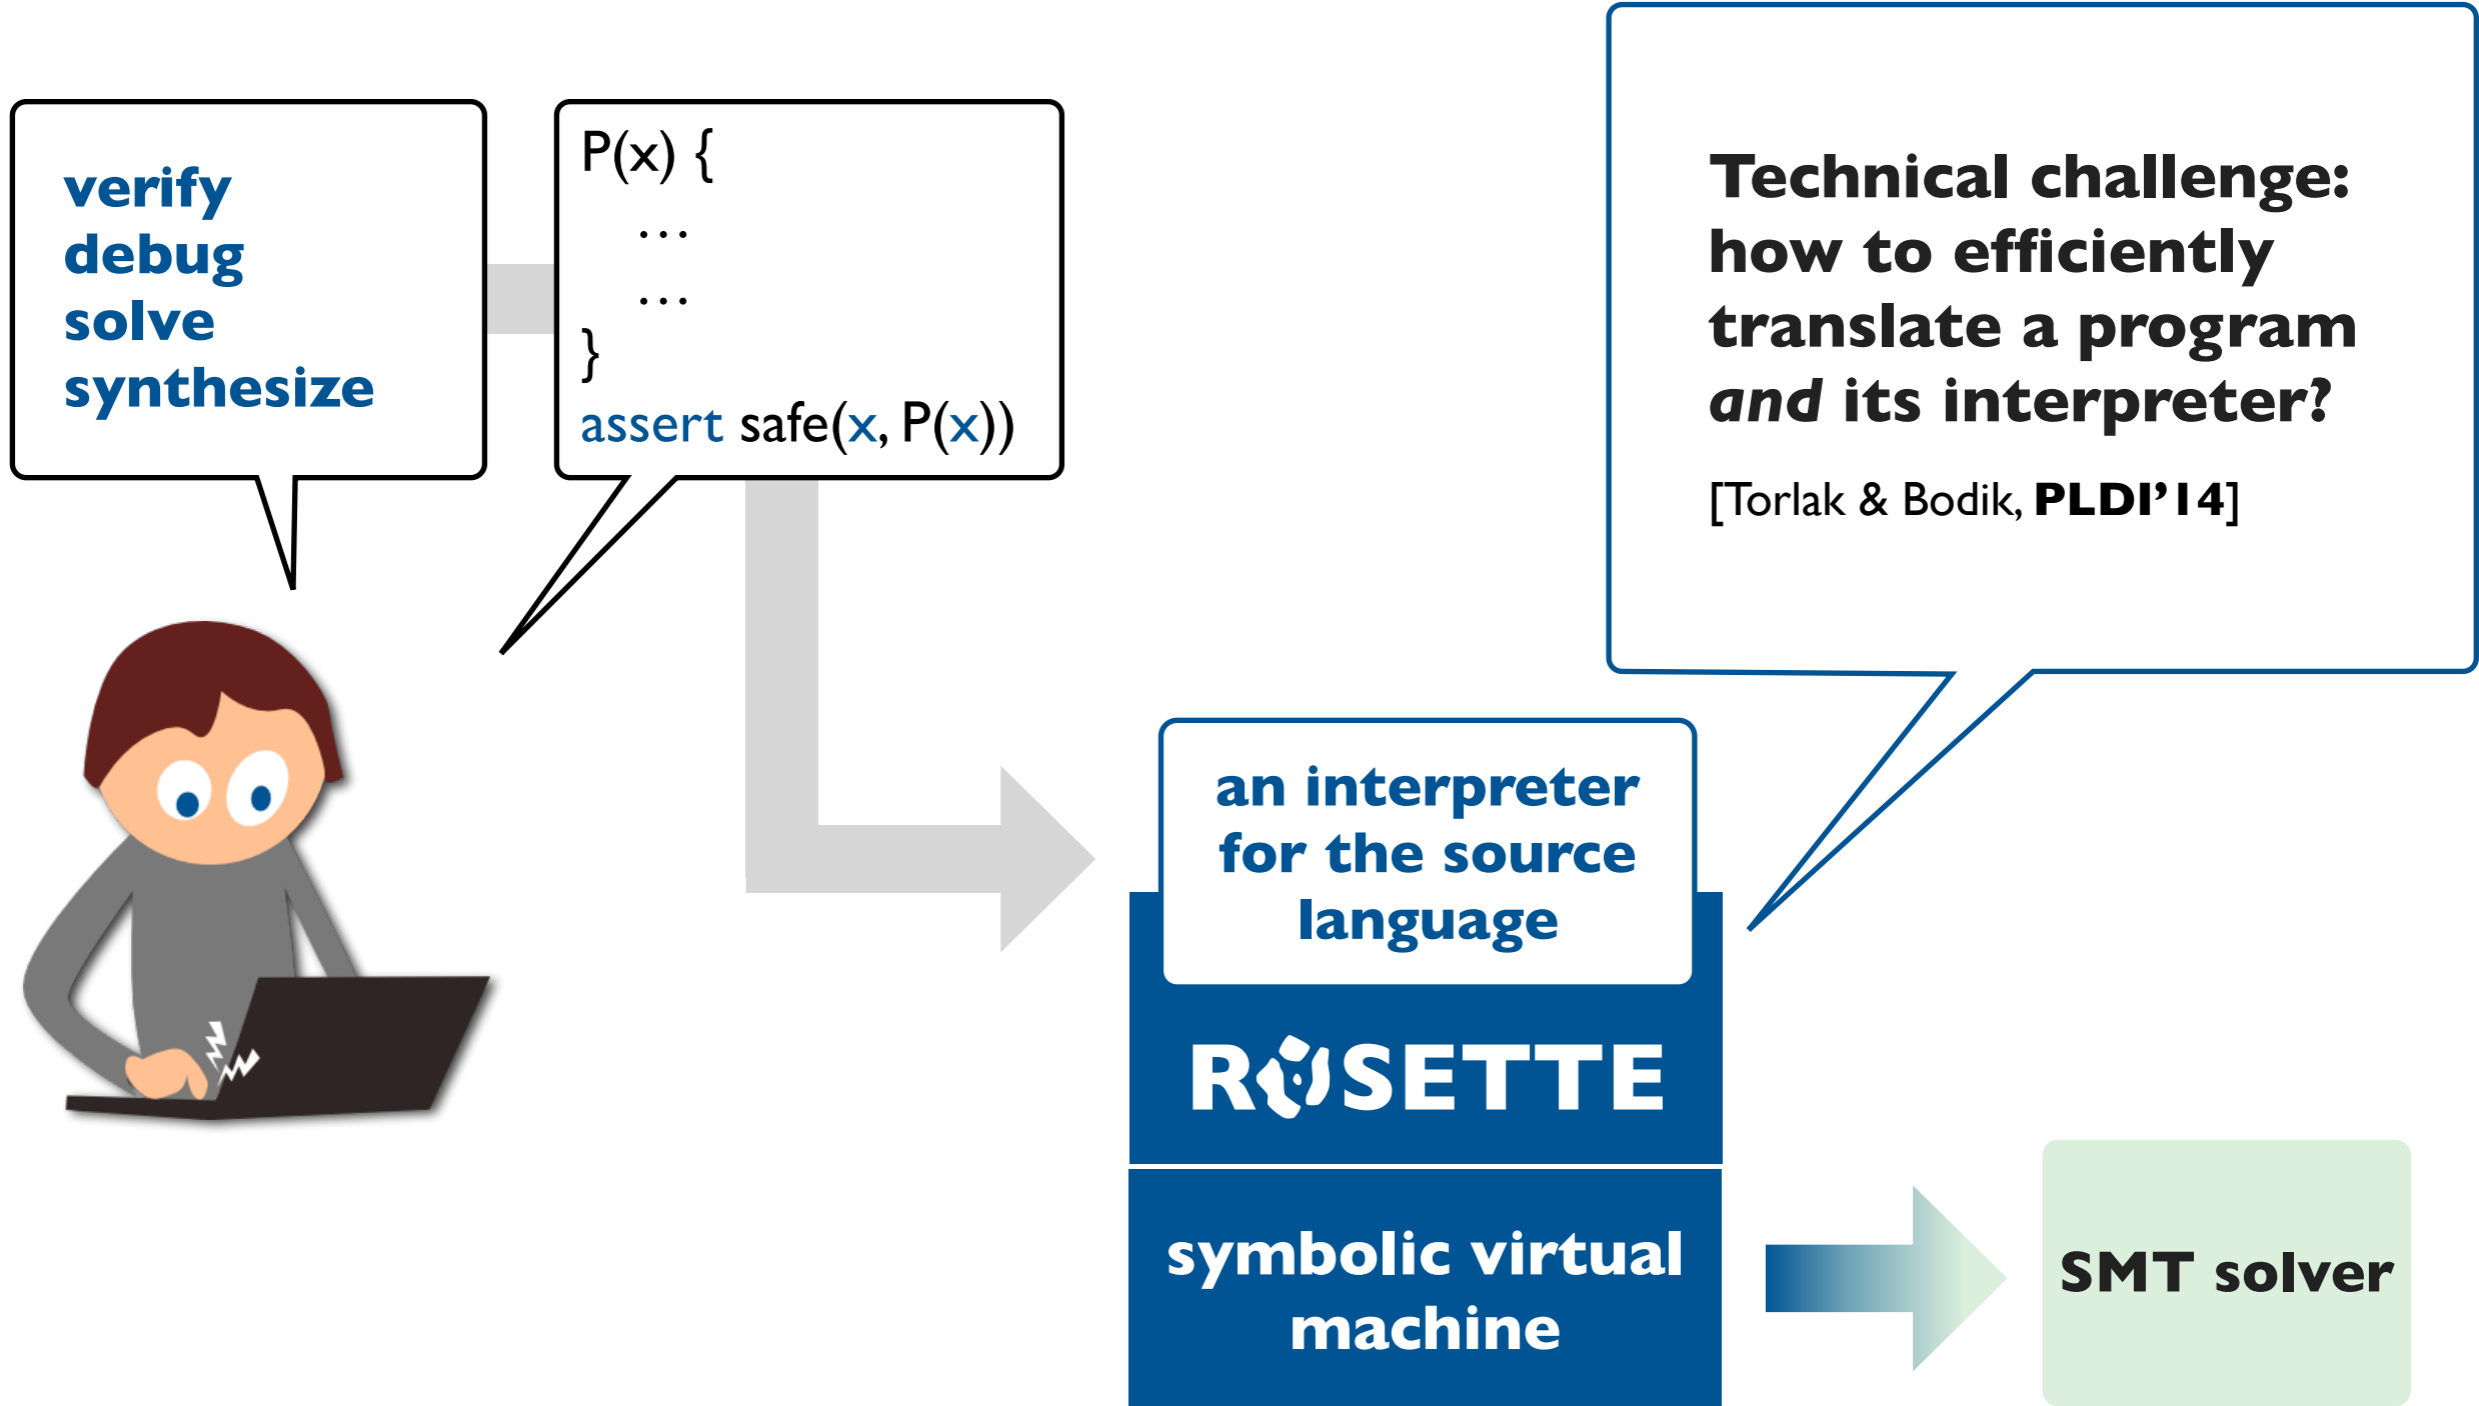 verify
debug
solve
synthesize
P(x) {
…
…
}
assert safe(x, P(x))
Technical challenge:
how to efficiently
translate a program
and its interpreter?
[Torlak & Bodik, PLDI’14]
an interpreter
for the source
language
ROSETTE
symbolic virtual
machine
SMT solver